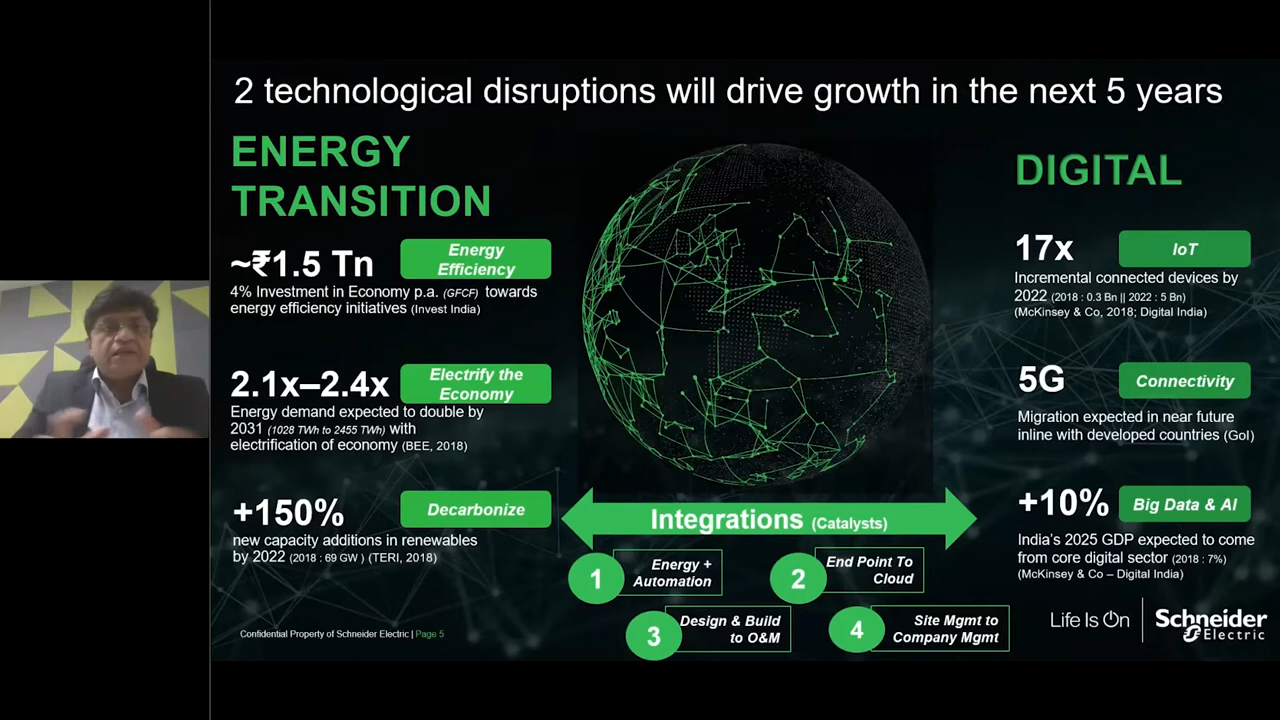 2 technological disruptions will drive growth in the next 5 years
ENERGY
TRANSITION
~₹1.5 Tn
Energy
Efficiency
4% Investment in Economy p.a. (GFCF) towards
energy efficiency initiatives (Invest India)
2.1x–2.4x
Electrify the
Economy
Energy demand expected to double by
2031 (1028 TWh to 2455 TWh) with
electrification of economy (BEE, 2018)
+150%
Decarbonize
new capacity additions in renewables
by 2022 (2018 : 69 GW ) (TERI, 2018)
DIGITAL
17x
IoT
Incremental connected devices by
2022 (2018 : 0.3 Bn || 2022 : 5 Bn)
(McKinsey & Co, 2018; Digital India)
5G
Connectivity
Migration expected in near future
inline with developed countries (GoI)
+10%
Big Data & AI
India's 2025 GDP expected to come
from core digital sector (2018 : 7%)
(McKinsey & Co – Digital India)
Integrations (Catalysts)
1
Energy +
Automation
2
End Point To
Cloud
3
Design & Build
to O&M
4
Site Mgmt to
Company Mgmt
Confidential Property of Schneider Electric | Page 5
Life Is On
Schneider
Electric